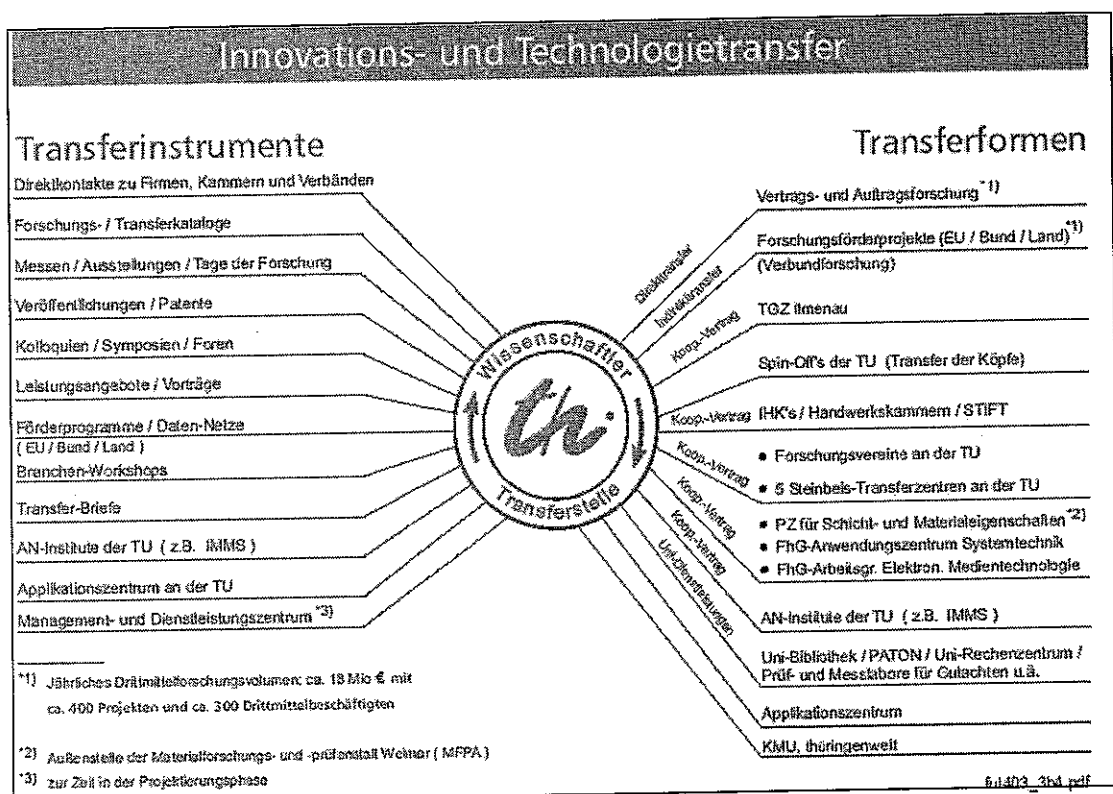 Innovations- und Technologietransfer
Transferinstrumente
Direktkontakte zu Firmen, Kammern und Verbänden
Forschungs- / Transferkataloge
Messen / Ausstellungen / Tage der Forschung
Veröffentlichungen / Patente
Kolloquien / Symposien / Foren
Leistungsangebote / Vorträge
Förderprogramme / Daten-Netze
( EU / Bund / Land )
Branchen-Workshops
Transfer-Briefe
AN-Institute der TU ( z.B. IMMS )
Applikationszentrum an der TU
Management- und Dienstleistungszentrum *3)
Wissenschaftler
th.
Transferstelle
Transferformen
Direkttransfer
Vertrags- und Auftragsforschung *1)
Indirekttransfer
Forschungsförderprojekte (EU / Bund / Land) *1)
(Verbundforschung)
Koop.-Vertrag
TGZ Ilmenau
Spin-Off's der TU (Transfer der Köpfe)
Koop.-Vertrag
IHK's / Handwerkskammern / STIFT
Koop.-Vertrag
• Forschungsvereine an der TU
• 5 Steinbeis-Transferzentren an der TU
Koop.-Vertrag
• PZ für Schicht- und Materialeigenschaften *2)
• FhG-Anwendungszentrum Systemtechnik
• FhG-Arbeitsgr. Elektron. Medientechnologie
Koop.-Vertrag
AN-Institute der TU ( z.B. IMMS )
Uni-Dienstleistungen
Uni-Bibliothek / PATON / Uni-Rechenzentrum /
Prüf- und Messlabore für Gutachten u.ä.
Applikationszentrum
KMU, thüringenweit
*1) Jährliches Drittmittelforschungsvolumen: ca. 18 Mio € mit
ca. 400 Projekten und ca. 300 Drittmittelbeschäftigten
*2) Außenstelle der Materialforschungs- und -prüfanstalt Weimar ( MFPA )
*3) zur Zeit in der Projektierungsphase